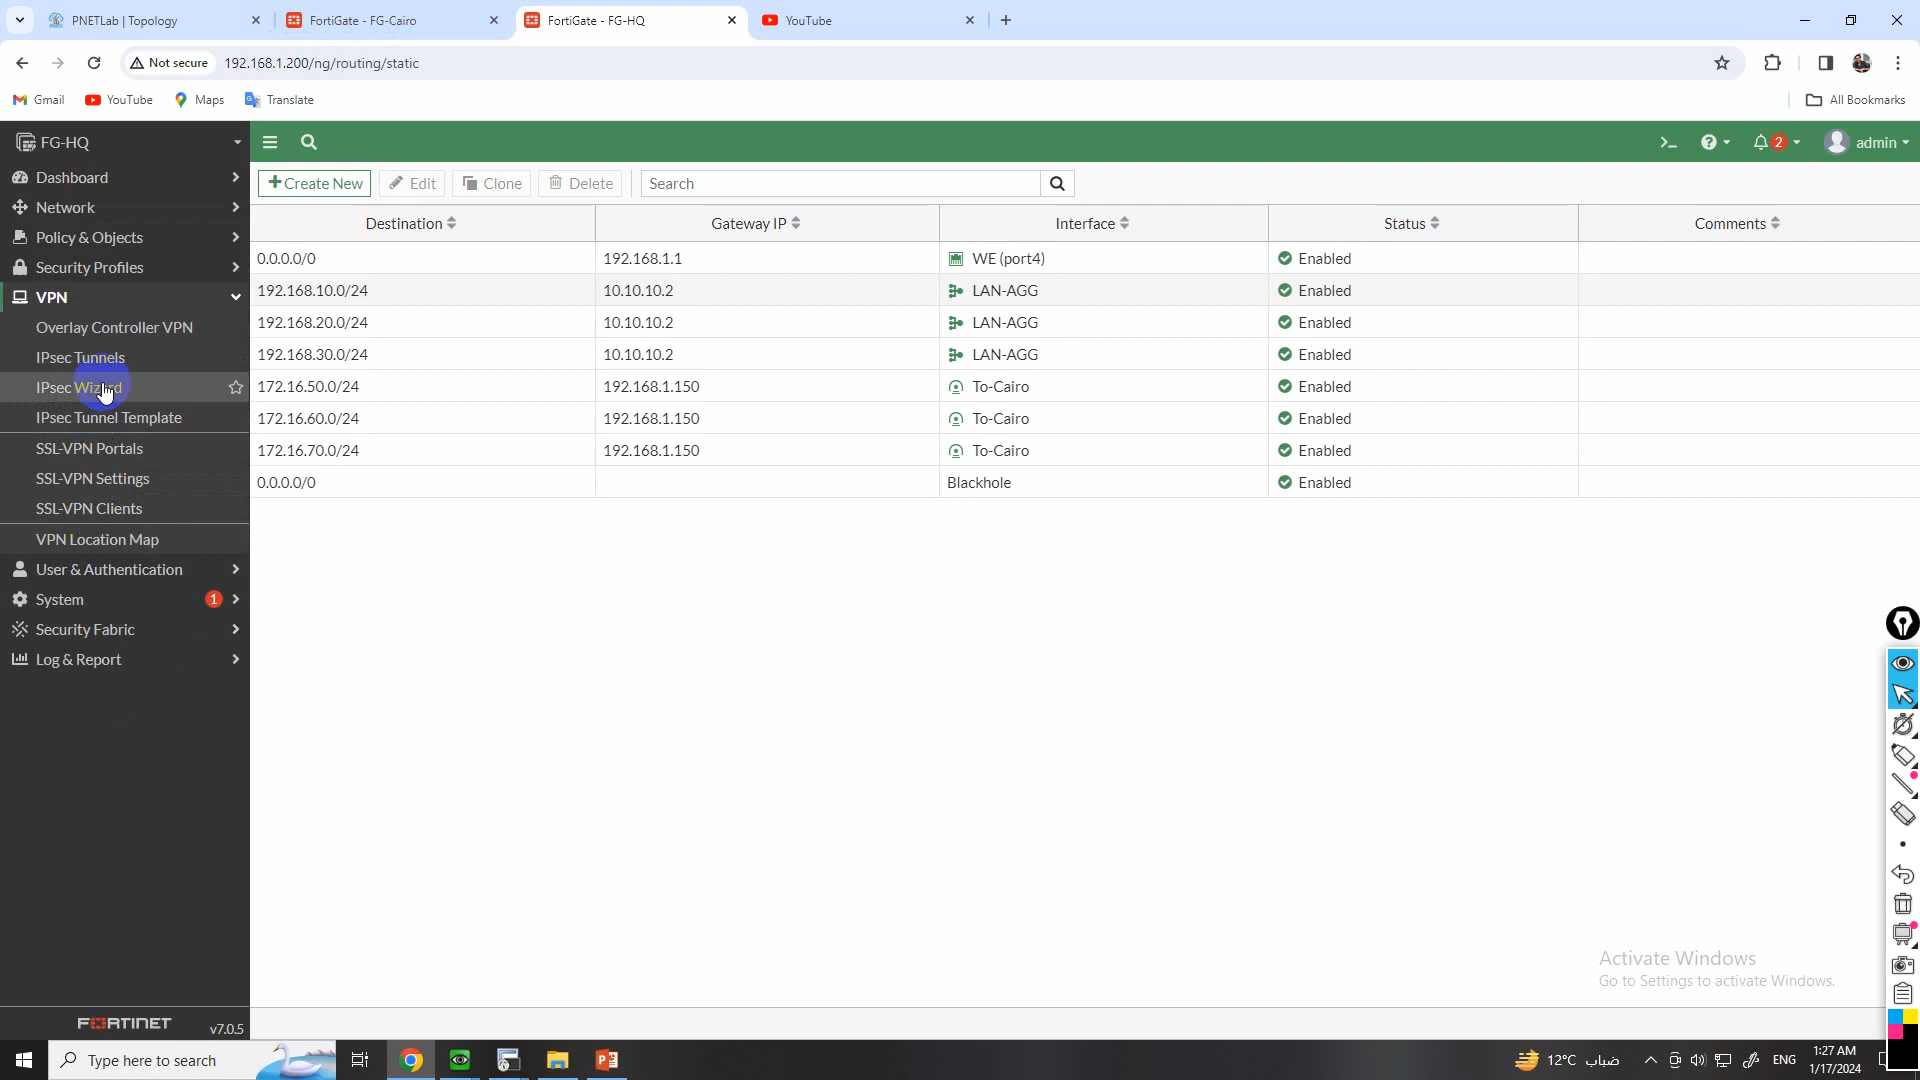 PNETLab | Topology
FortiGate - FG-Cairo
FortiGate - FG-HQ
YouTube
Not secure
192.168.1.200/ng/routing/static
Gmail
YouTube
Maps
Translate
All Bookmarks
FG-HQ
2
admin
Dashboard
Network
Policy & Objects
Security Profiles
VPN
Overlay Controller VPN
IPsec Tunnels
IPsec Wizard
IPsec Tunnel Template
SSL-VPN Portals
SSL-VPN Settings
SSL-VPN Clients
VPN Location Map
User & Authentication
System 1
Security Fabric
Log & Report
Create New
Edit
Clone
Delete
Search
Destination Gateway IP Interface Status Comments
0.0.0.0/0 192.168.1.1 WE (port4) Enabled
192.168.10.0/24 10.10.10.2 LAN-AGG Enabled
192.168.20.0/24 10.10.10.2 LAN-AGG Enabled
192.168.30.0/24 10.10.10.2 LAN-AGG Enabled
172.16.50.0/24 192.168.1.150 To-Cairo Enabled
172.16.60.0/24 192.168.1.150 To-Cairo Enabled
172.16.70.0/24 192.168.1.150 To-Cairo Enabled
0.0.0.0/0 Blackhole Enabled
Activate Windows
Go to Settings to activate Windows.
FORTINET v7.0.5
Type here to search
12°C ضباب
ENG
1:27 AM
1/17/2024